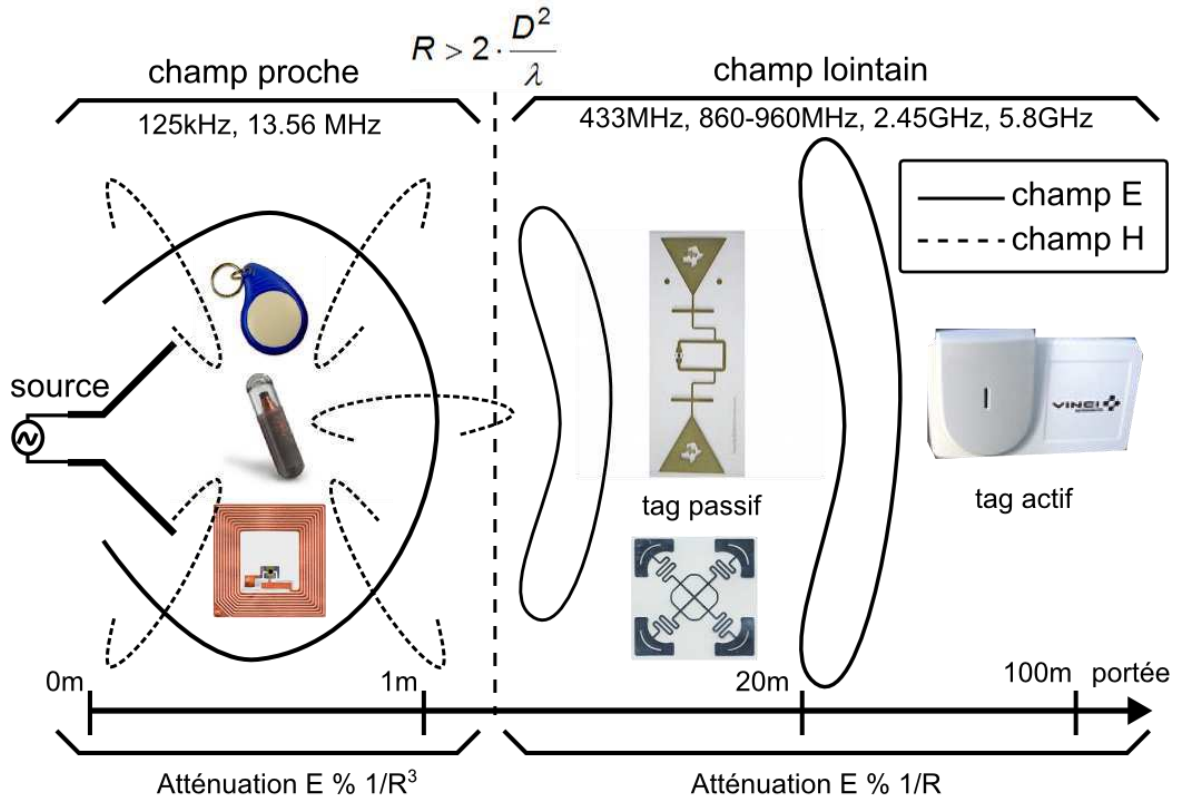 R > 2 · D² / λ
champ proche
champ lointain
125kHz, 13.56 MHz
433MHz, 860-960MHz, 2.45GHz, 5.8GHz
champ E
champ H
source
VINCI
tag passif
tag actif
0m
1m
20m
100m portée
Atténuation E % 1/R³
Atténuation E % 1/R